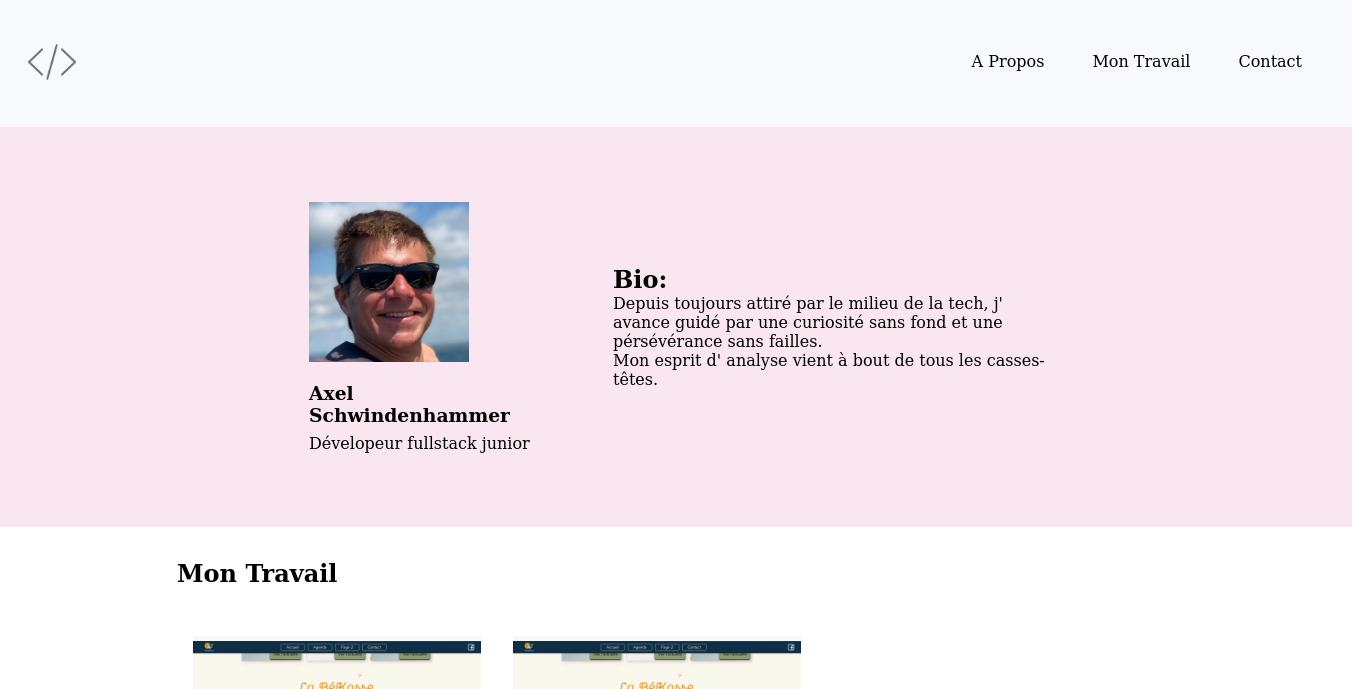 </>
A Propos
Mon Travail
Contact
Bio:
Depuis toujours attiré par le milieu de la tech, j'
avance guidé par une curiosité sans fond et une
pérsévérance sans failles.
Mon esprit d' analyse vient à bout de tous les casses-
têtes.
Axel
Schwindenhammer
Dévelopeur fullstack junior
Mon Travail
Accueil
Agenda
Page 2
Contact
La BétKasse
Accueil
Agenda
Page 2
Contact
La BétKasse